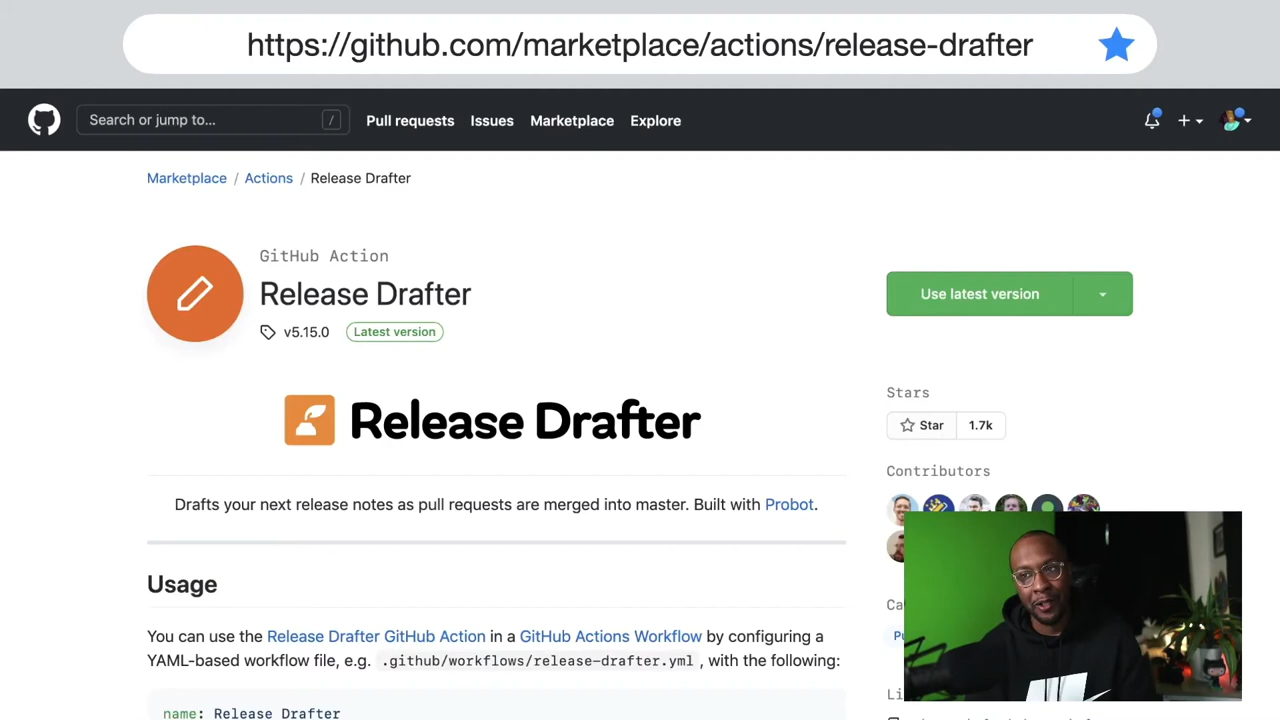 https://github.com/marketplace/actions/release-drafter
Search or jump to... /
Pull requests Issues Marketplace Explore
Marketplace / Actions / Release Drafter
GitHub Action
Release Drafter
v5.15.0 Latest version
Use latest version
Release Drafter
Drafts your next release notes as pull requests are merged into master. Built with Probot.
Usage
You can use the Release Drafter GitHub Action in a GitHub Actions Workflow by configuring a
YAML-based workflow file, e.g. .github/workflows/release-drafter.yml, with the following:
name: Release Drafter
Stars
Star 1.7k
Contributors